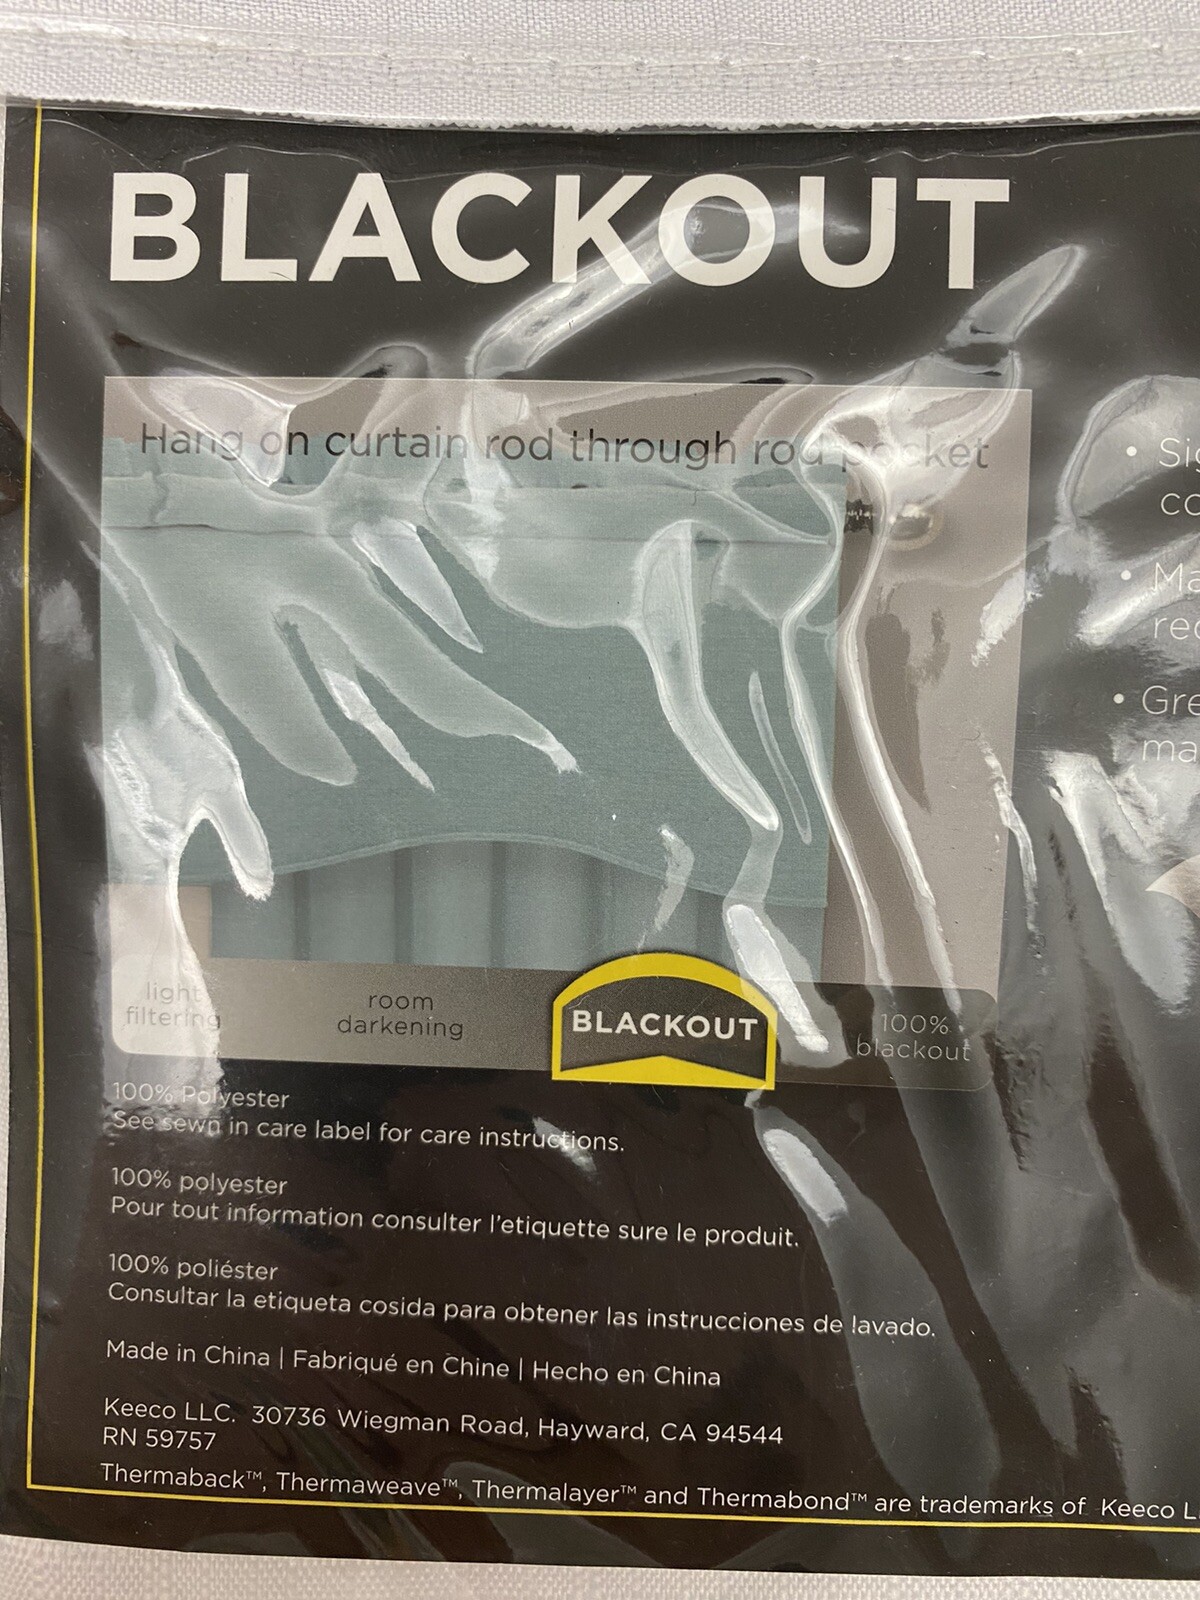 BLACKOUT
Hang on curtain rod through rod pocket
light
filtering
room
darkening
BLACKOUT
100%
blackout
100% Polyester
See sewn in care label for care instructions.
100% polyester
Pour tout information consulter l'etiquette sure le produit.
100% poliéster
Consultar la etiqueta cosida para obtener las instrucciones de lavado.
Made in China | Fabriqué en Chine | Hecho en China
Keeco LLC. 30736 Wiegman Road, Hayward, CA 94544
RN 59757
Thermaback™, Thermaweave™, Thermalayer™ and Thermabond™ are trademarks of Keeco